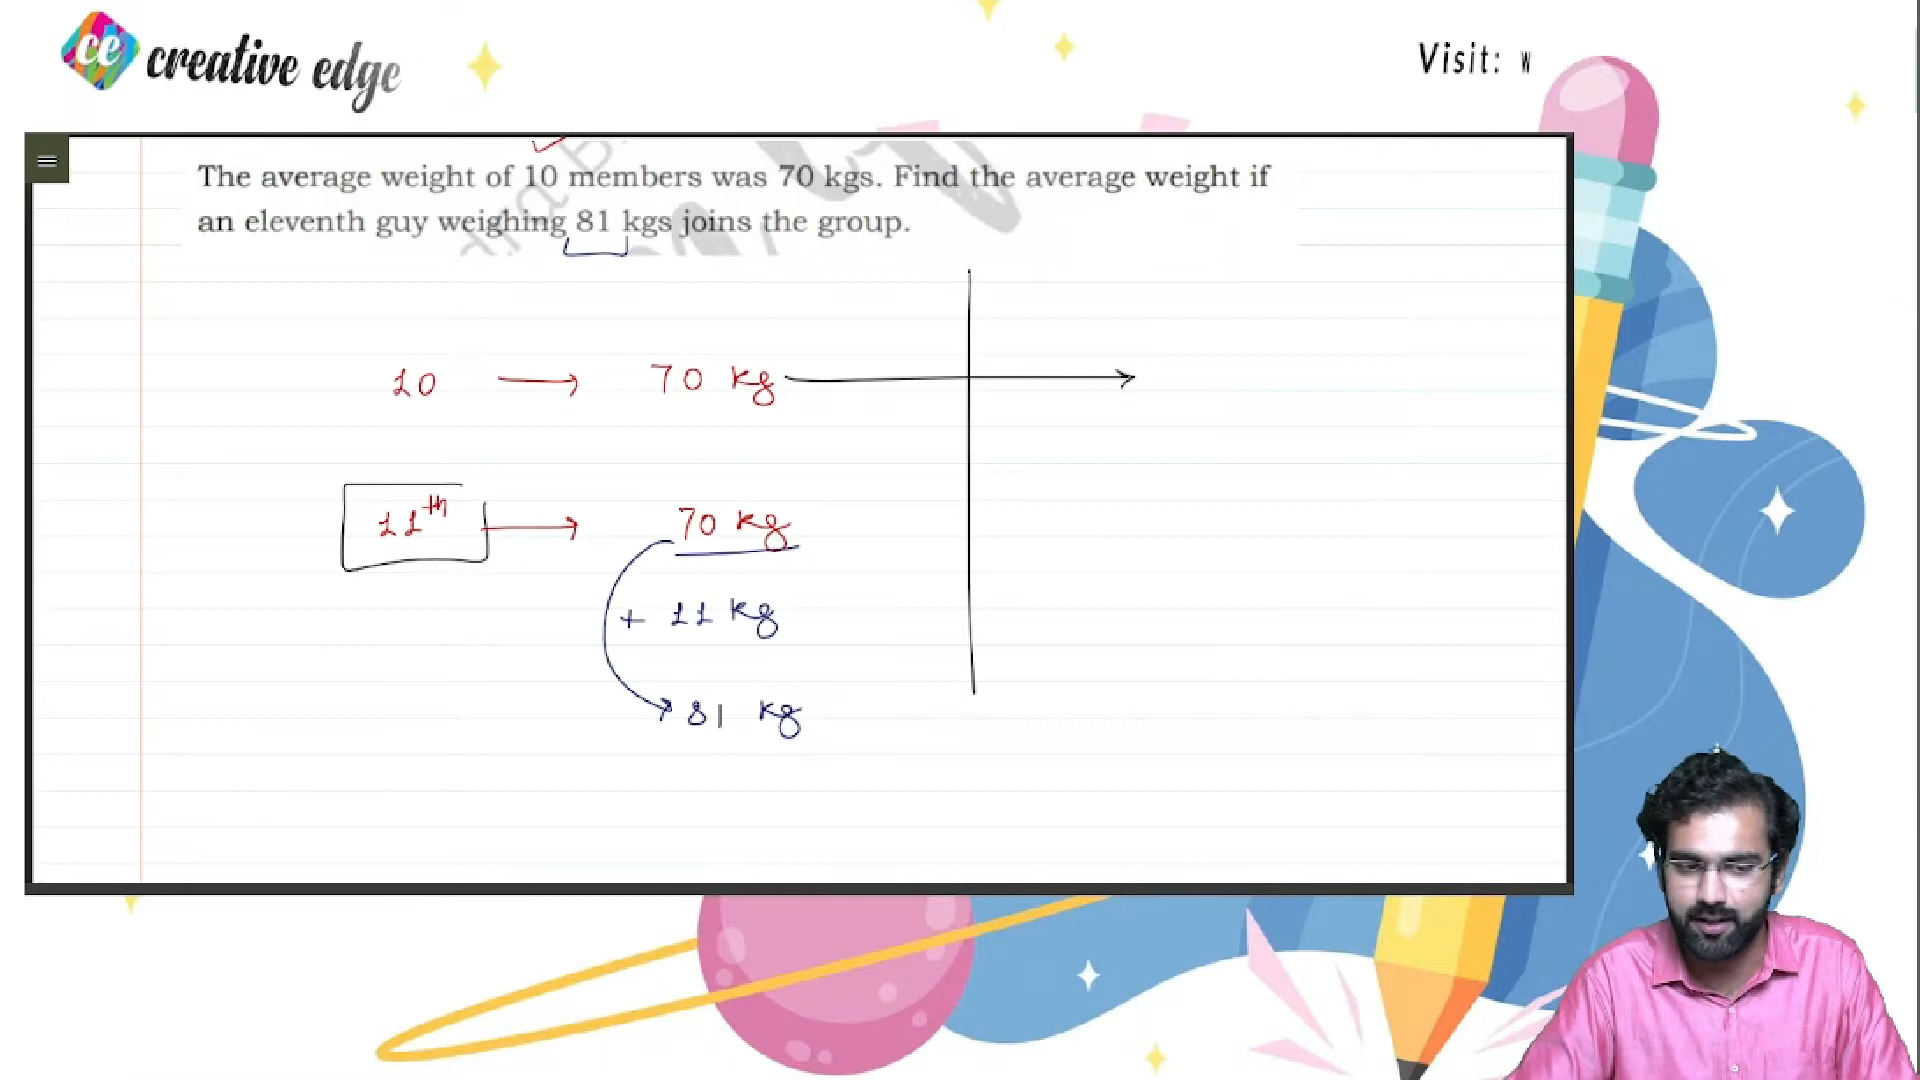 ce creative edge
Visit: w
The average weight of 10 members was 70 kgs. Find the average weight if
an eleventh guy weighing 81 kgs joins the group.
10 → 70 kg →
11th → 70 kg
+ 11 kg
→ 81 kg